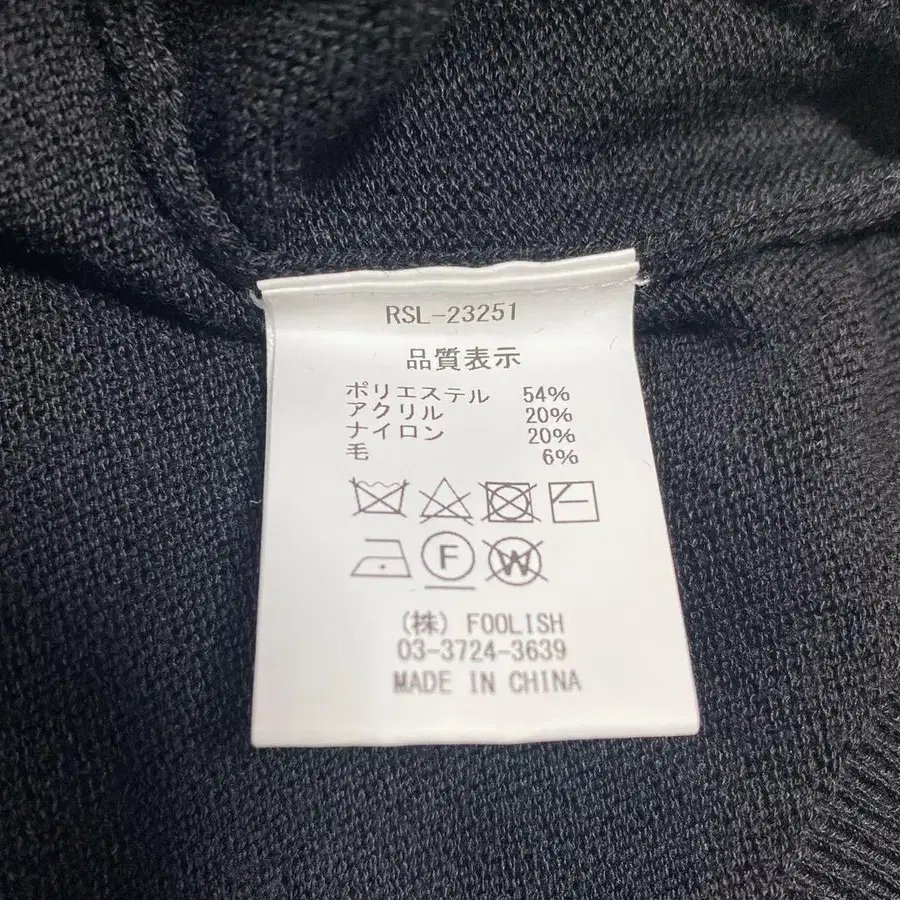 RSL-23251
品質表示
ポリエステル 54%
アクリル 20%
ナイロン 20%
毛 6%
F W
(株) FOOLISH
03-3724-3639
MADE IN CHINA